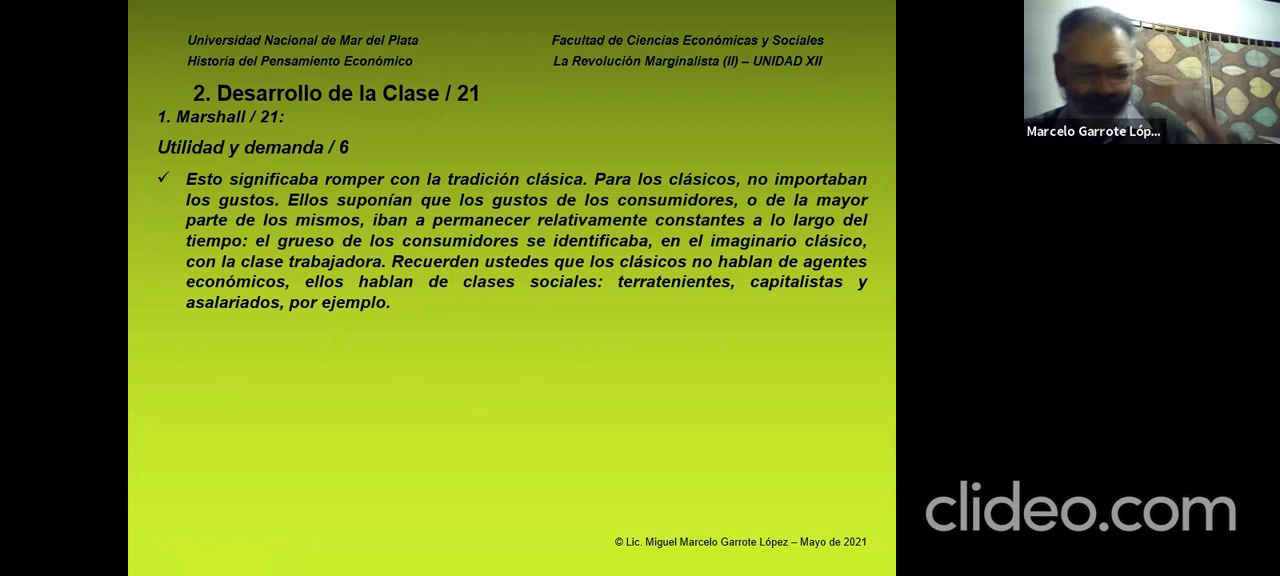 Universidad Nacional de Mar del Plata
Facultad de Ciencias Económicas y Sociales
Historia del Pensamiento Económico
La Revolución Marginalista (II) – UNIDAD XII
2. Desarrollo de la Clase / 21
1. Marshall / 21:
Utilidad y demanda / 6
✓ Esto significaba romper con la tradición clásica. Para los clásicos, no importaban
los gustos. Ellos suponían que los gustos de los consumidores, o de la mayor
parte de los mismos, iban a permanecer relativamente constantes a lo largo del
tiempo: el grueso de los consumidores se identificaba, en el imaginario clásico,
con la clase trabajadora. Recuerden ustedes que los clásicos no hablan de agentes
económicos, ellos hablan de clases sociales: terratenientes, capitalistas y
asalariados, por ejemplo.
© Lic. Miguel Marcelo Garrote López – Mayo de 2021
Marcelo Garrote Lóp...
clideo.com